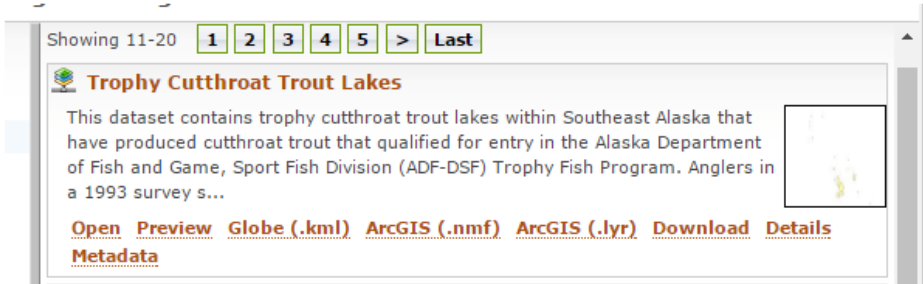 Showing 11-20 1 2 3 4 5 > Last
Trophy Cutthroat Trout Lakes
This dataset contains trophy cutthroat trout lakes within Southeast Alaska that
have produced cutthroat trout that qualified for entry in the Alaska Department
of Fish and Game, Sport Fish Division (ADF-DSF) Trophy Fish Program. Anglers in
a 1993 survey s...
Open Preview Globe (.kml) ArcGIS (.nmf) ArcGIS (.lyr) Download Details
Metadata